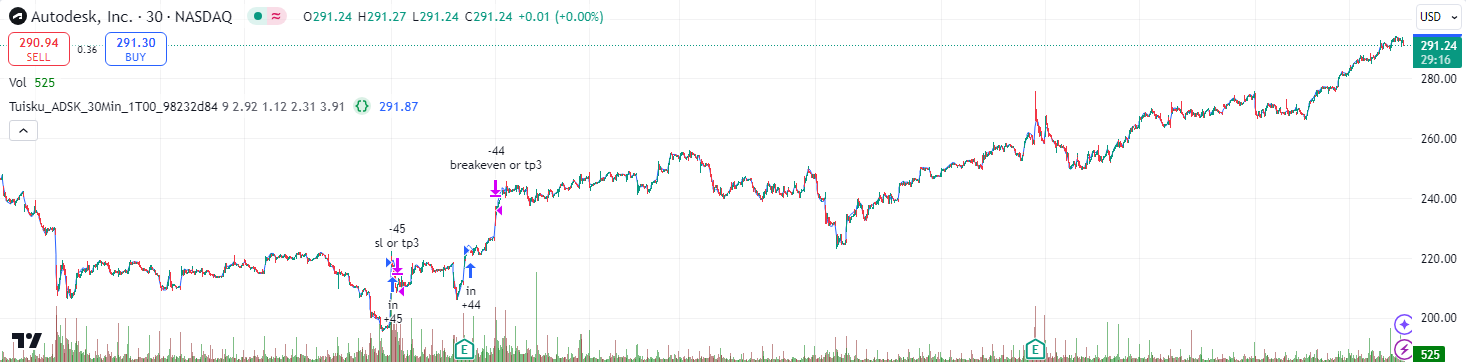 Autodesk, Inc. · 30 · NASDAQ O291.24 H291.27 L291.24 C291.24 +0.01 (+0.00%)
USD
290.94
SELL
0.36
291.30
BUY
291.24
29:16
Vol 525
280.00
Tuisku_ADSK_30Min_1T00_98232d84 9 2.92 1.12 2.31 3.91 {} 291.87
260.00
-44
breakeven or tp3
240.00
-45
sl or tp3
220.00
in
+44
in
+45
200.00
E
E
525